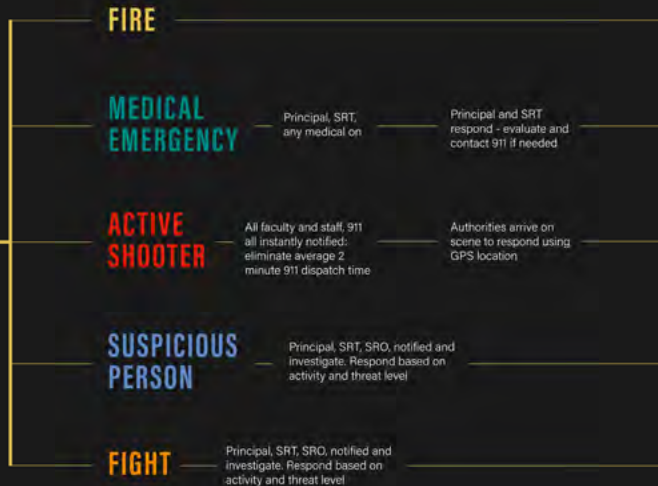 FIRE
MEDICAL
EMERGENCY
Principal, SRT,
any medical on
Principal and SRT
respond - evaluate and
contact 911 if needed
ACTIVE
SHOOTER
All faculty and staff, 911
all instantly notified:
eliminate average 2
minute 911 dispatch time
Authorities arrive on
scene to respond using
GPS location
SUSPICIOUS
PERSON
Principal, SRT, SRO, notified and
investigate. Respond based on
activity and threat level
FIGHT
Principal, SRT, SRO, notified and
investigate. Respond based on
activity and threat level